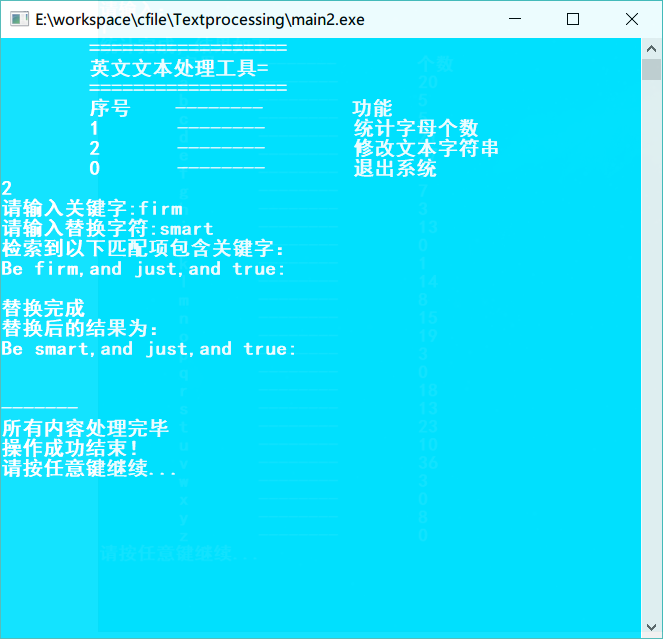 E:\workspace\cfile\Textprocessing\main2.exe
==================
英文文本处理工具=
==================
序号 -------- 功能
1 -------- 统计字母个数
2 -------- 修改文本字符串
0 -------- 退出系统
2
请输入关键字:firm
请输入替换字符:smart
检索到以下匹配项包含关键字：
Be firm,and just,and true:
替换完成
替换后的结果为：
Be smart,and just,and true:
-------
所有内容处理完毕
操作成功结束！
请按任意键继续...